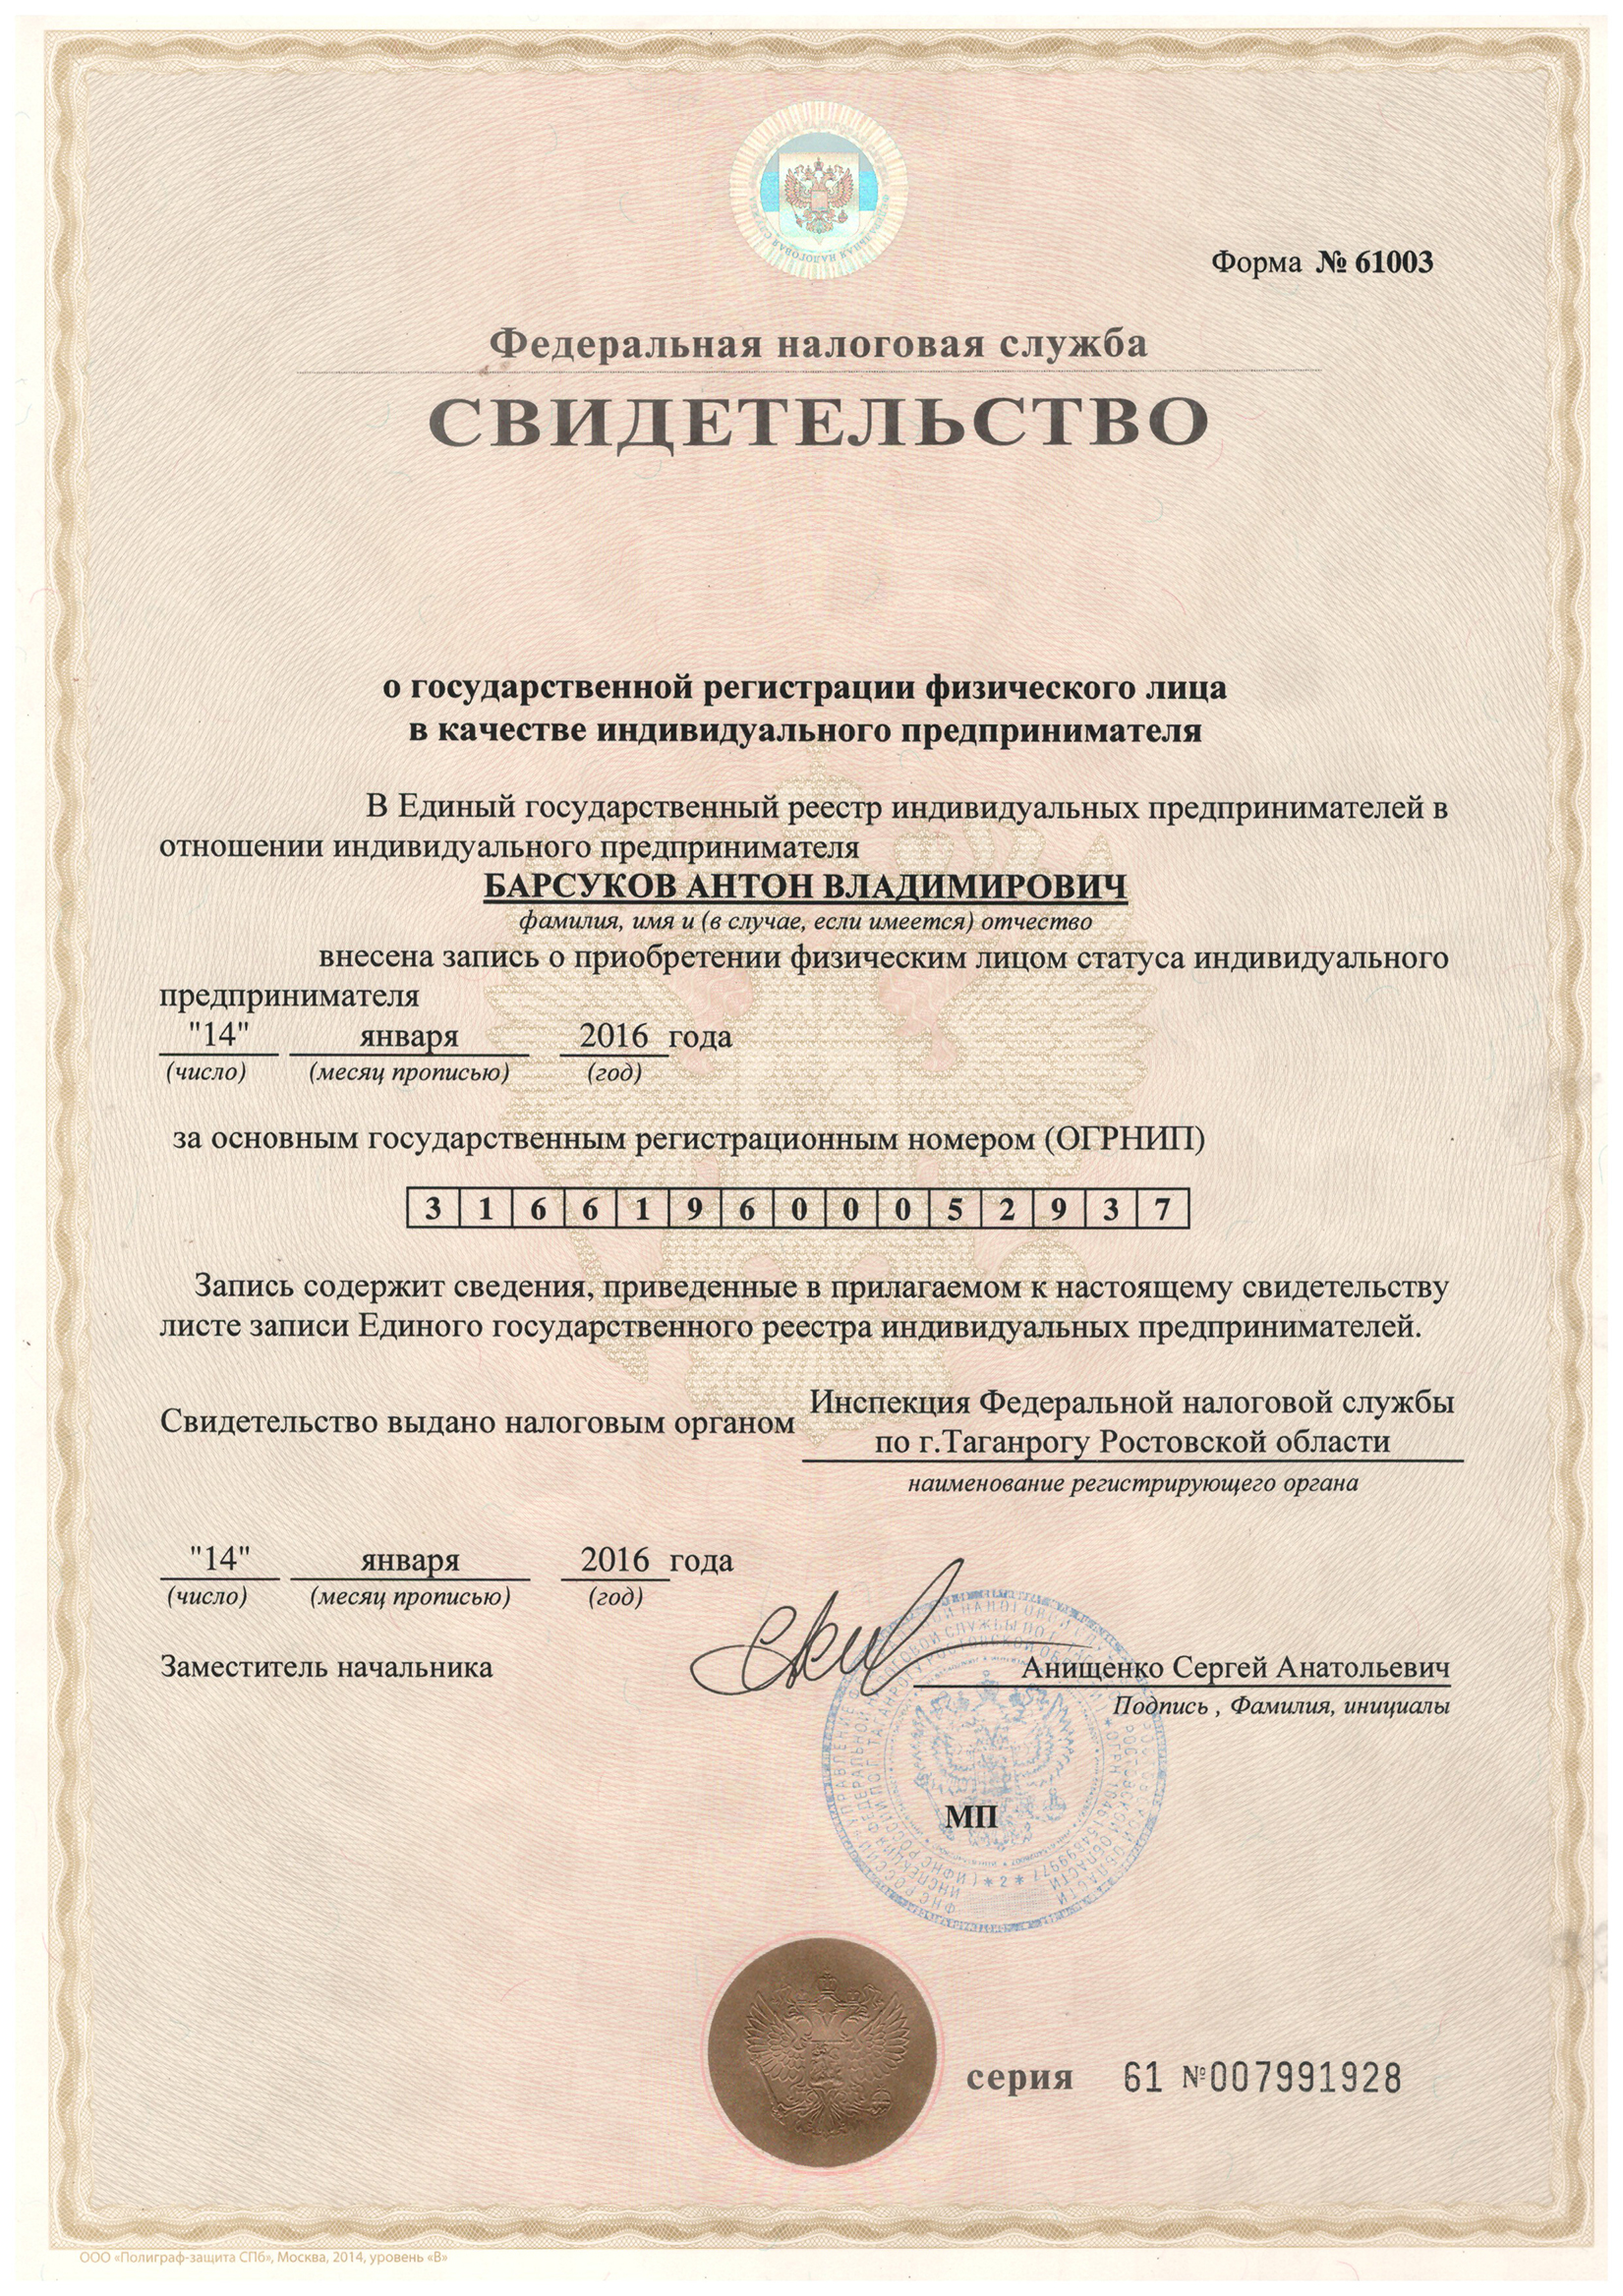 Форма № 61003
Федеральная налоговая служба
СВИДЕТЕЛЬСТВО
о государственной регистрации физического лица
в качестве индивидуального предпринимателя
В Единый государственный реестр индивидуальных предпринимателей в
отношении индивидуального предпринимателя
БАРСУКОВ АНТОН ВЛАДИМИРОВИЧ
фамилия, имя и (в случае, если имеется) отчество
внесена запись о приобретении физическим лицом статуса индивидуального
предпринимателя
"14" января 2016 года
(число) (месяц прописью) (год)
за основным государственным регистрационным номером (ОГРНИП)
3 1 6 6 1 9 6 0 0 0 5 2 9 3 7
Запись содержит сведения, приведенные в прилагаемом к настоящему свидетельству
листе записи Единого государственного реестра индивидуальных предпринимателей.
Свидетельство выдано налоговым органом
Инспекция Федеральной налоговой службы
по г.Таганрогу Ростовской области
наименование регистрирующего органа
"14" января 2016 года
(число) (месяц прописью) (год)
Заместитель начальника Анищенко Сергей Анатольевич
Подпись , Фамилия, инициалы
МП
серия 61 №007991928
ООО «Полиграф-защита СПб», Москва, 2014, уровень «В»